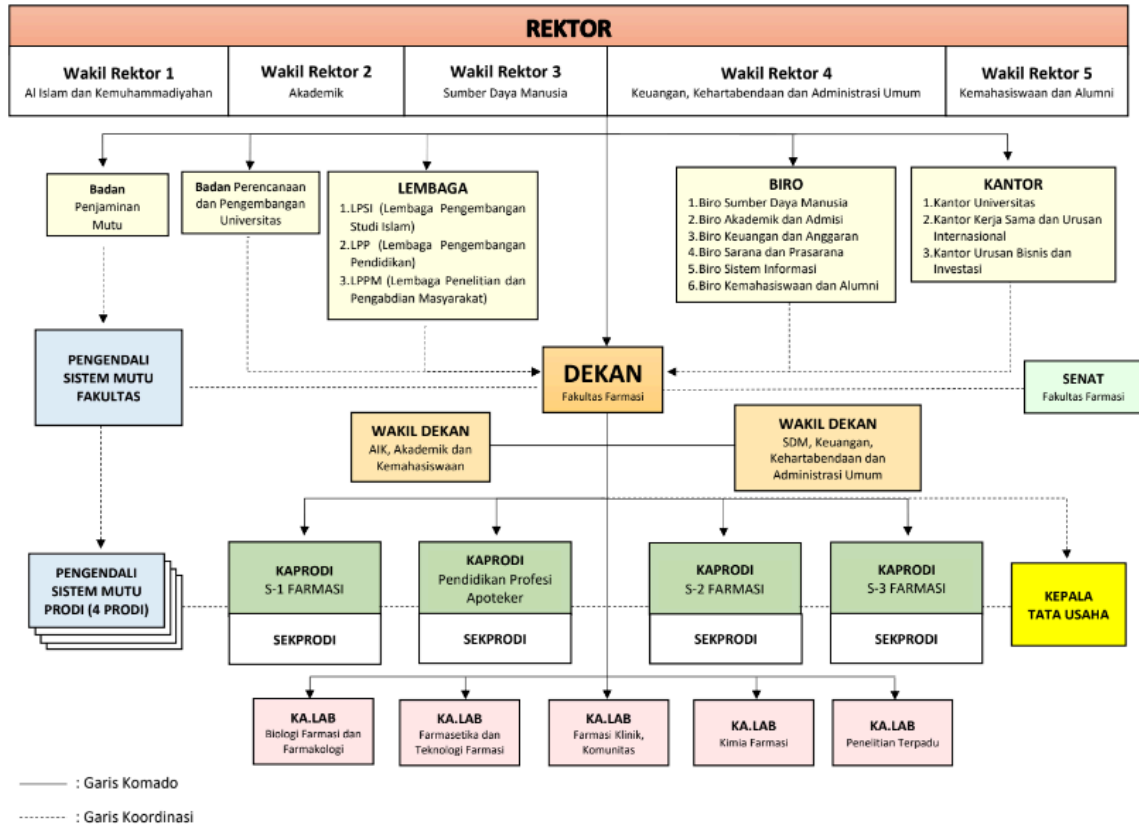 REKTOR
Wakil Rektor 1
Al Islam dan Kemuhammadiyahan
Wakil Rektor 2
Akademik
Wakil Rektor 3
Sumber Daya Manusia
Wakil Rektor 4
Keuangan, Kehartabendaan dan Administrasi Umum
Wakil Rektor 5
Kemahasiswaan dan Alumni
Badan
Penjaminan
Mutu
Badan Perencanaan
dan Pengembangan
Universitas
LEMBAGA
1.LPSI (Lembaga Pengembangan
Studi Islam)
2.LPP (Lembaga Pengembangan
Pendidikan)
3.LPPM (Lembaga Penelitian dan
Pengabdian Masyarakat)
BIRO
1.Biro Sumber Daya Manusia
2.Biro Akademik dan Admisi
3.Biro Keuangan dan Anggaran
4.Biro Sarana dan Prasarana
5.Biro Sistem Informasi
6.Biro Kemahasiswaan dan Alumni
KANTOR
1.Kantor Universitas
2.Kantor Kerja Sama dan Urusan
Internasional
3.Kantor Urusan Bisnis dan
Investasi
PENGENDALI
SISTEM MUTU
FAKULTAS
DEKAN
Fakultas Farmasi
SENAT
Fakultas Farmasi
WAKIL DEKAN
AIK, Akademik dan
Kemahasiswaan
WAKIL DEKAN
SDM, Keuangan,
Kehartabendaan dan
Administrasi Umum
PENGENDALI
SISTEM MUTU
PRODI (4 PRODI)
KAPRODI
S-1 FARMASI
SEKPRODI
KAPRODI
Pendidikan Profesi
Apoteker
SEKPRODI
KAPRODI
S-2 FARMASI
SEKPRODI
KAPRODI
S-3 FARMASI
SEKPRODI
KEPALA
TATA USAHA
KA.LAB
Biologi Farmasi dan
Farmakologi
KA.LAB
Farmasetika dan
Teknologi Farmasi
KA.LAB
Farmasi Klinik,
Komunitas
KA.LAB
Kimia Farmasi
KA.LAB
Penelitian Terpadu
: Garis Komado
: Garis Koordinasi